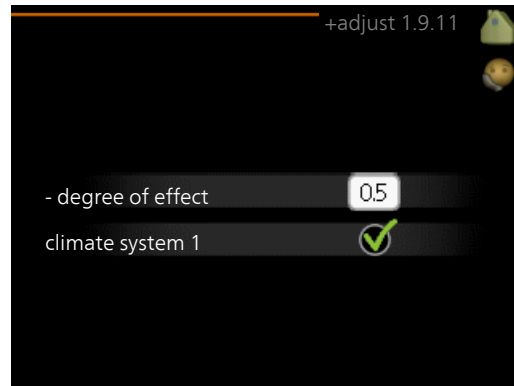 +adjust 1.9.11
- degree of effect 0.5
climate system 1